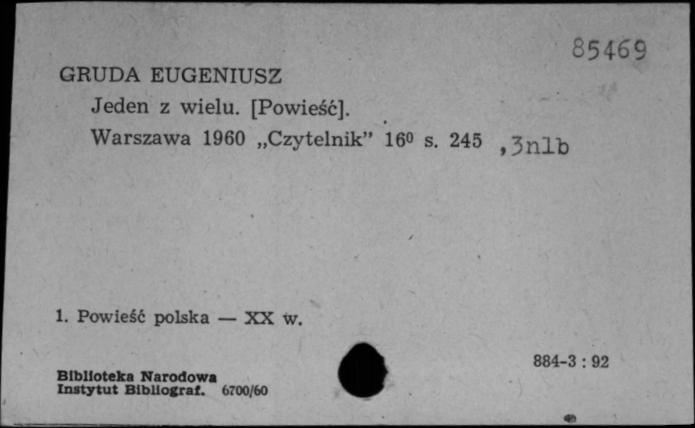 85469
GRUDA EUGENIUSZ
Jeden z wielu. [Powieść].
Warszawa 1960 „Czytelnik” 16⁰ s. 245 ,3nlb
1. Powieść polska — XX w.
884-3 : 92
Biblioteka Narodowa
Instytut Bibliograf. 6700/60